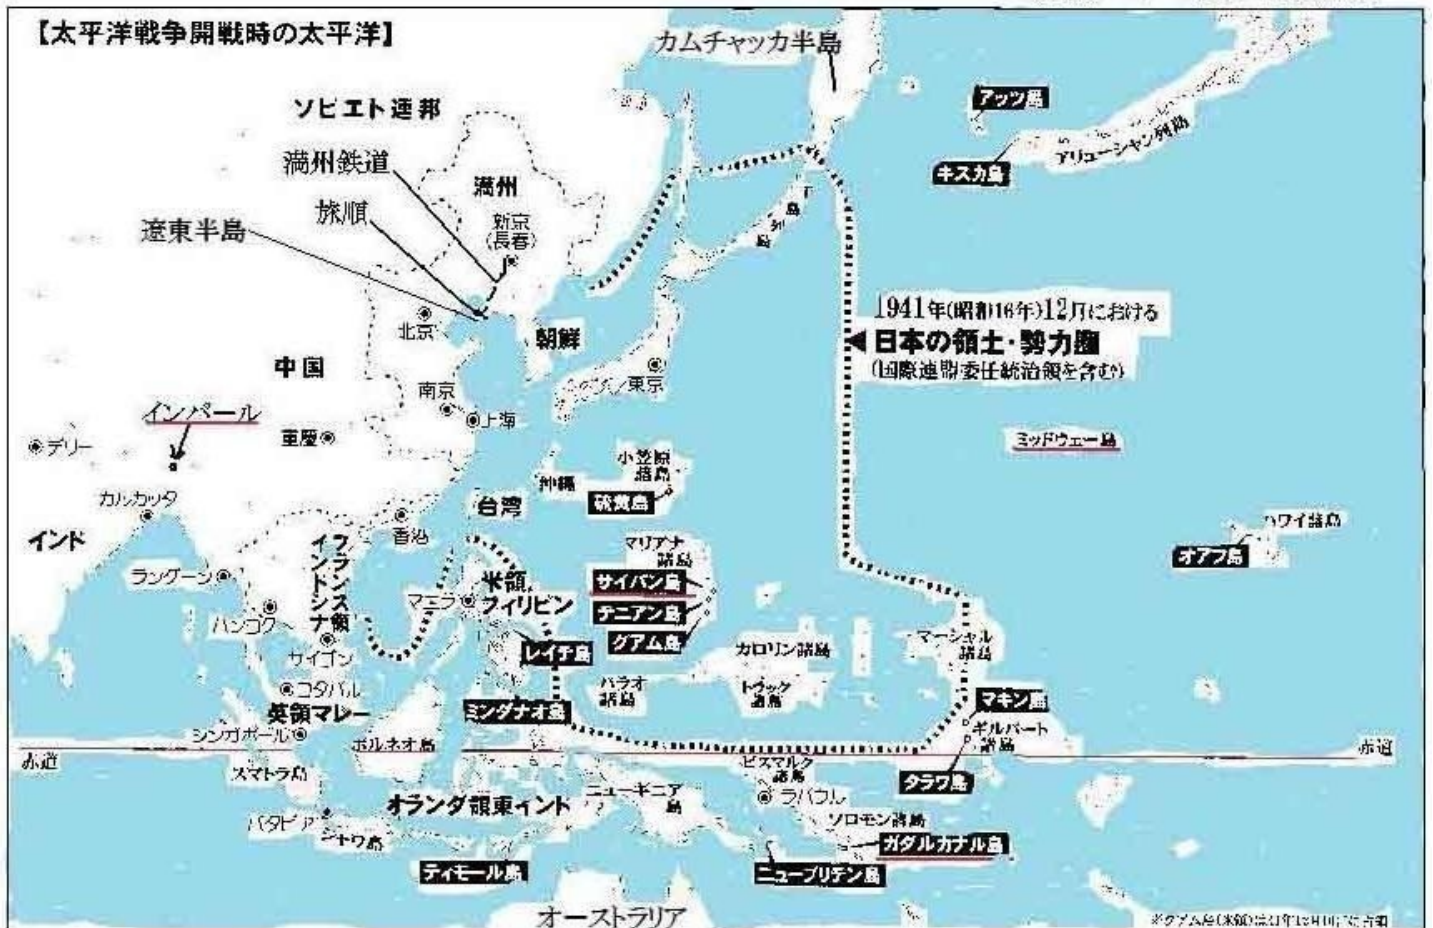 【太平洋戦争開戦時の太平洋】
カムチャッカ半島
アッツ島
ソビエト連邦
アリューシャン列島
満州鉄道
キスカ島
満州
旅順
新京
(長春)
遼東半島
千島列島
1941年(昭和16年)12月における
日本の領土・勢力圏
(国際連盟委任統治領を含む)
北京
朝鮮
中国
東京
南京
上海
インパール
重慶
デリー
ミッドウェー島
小笠原
諸島
沖縄
硫黄島
カルカッタ
台湾
香港
インド
ハワイ諸島
オアフ島
フランス領
インドシナ
マリアナ
諸島
ラングーン
サイパン島
米領
フィリピン
マニラ
テニアン島
バンコク
グアム島
サイゴン
レイテ島
カロリン諸島
マーシャル
諸島
コタバル
パラオ
諸島
トラック
諸島
英領マレー
ミンダナオ島
マキン島
シンガポール
ボルネオ島
ギルバート
諸島
赤道
赤道
スマトラ島
ビスマルク
諸島
タラワ島
ニューギニア
島
ラバウル
オランダ領東インド
バタビア
ジャワ島
ソロモン諸島
ガダルカナル島
ティモール島
ニューブリテン島
オーストラリア